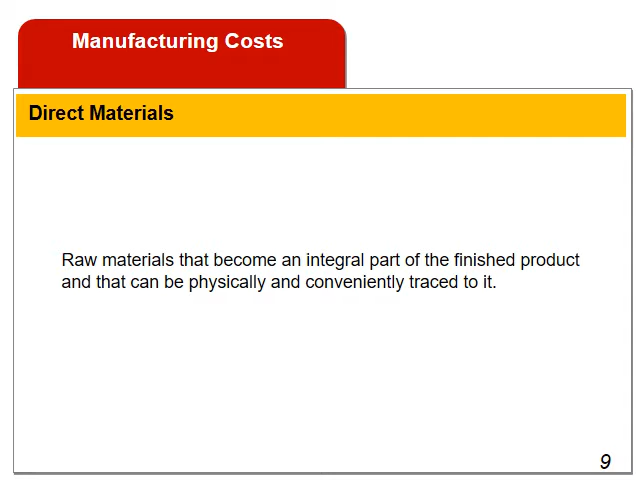 Manufacturing Costs
Direct Materials
Raw materials that become an integral part of the finished product
and that can be physically and conveniently traced to it.
9